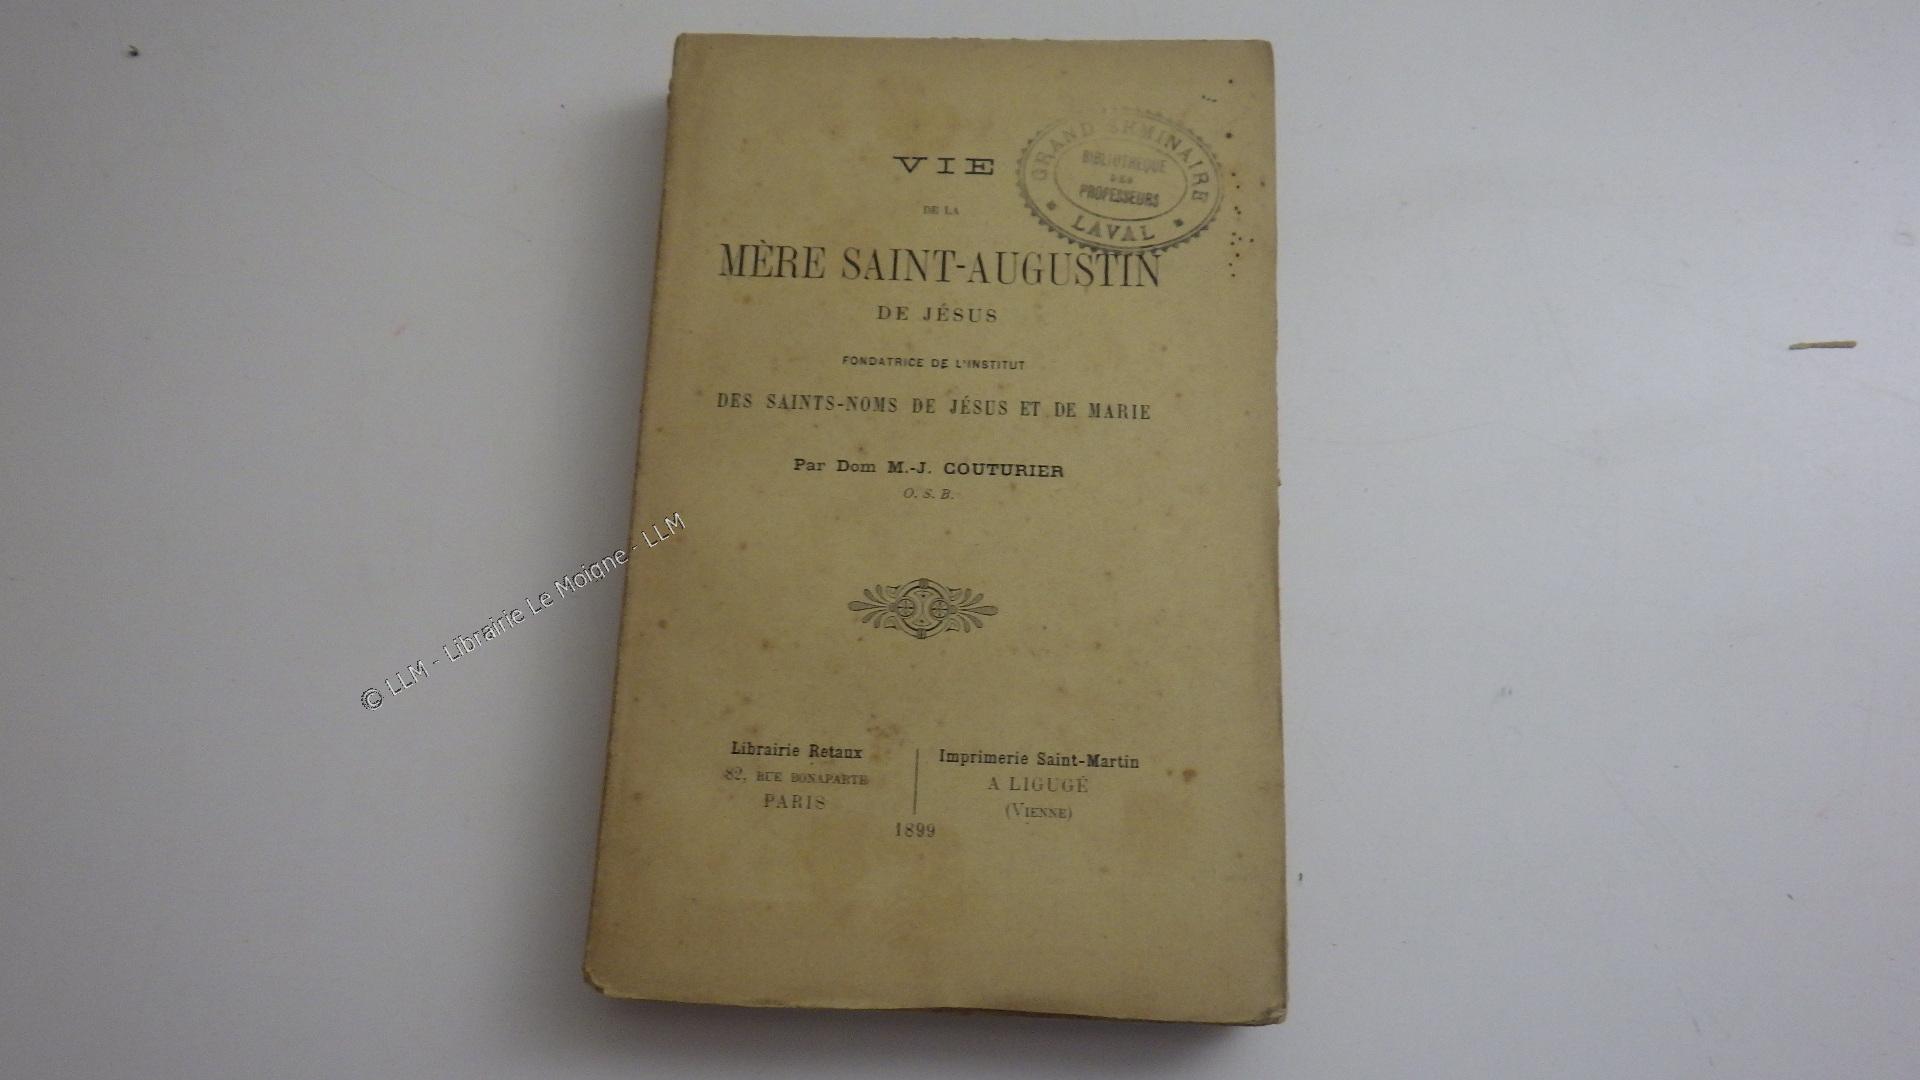 VIE
DE LA
MÈRE SAINT-AUGUSTIN
DE JÉSUS
FONDATRICE DE L'INSTITUT
DES SAINTS-NOMS DE JÉSUS ET DE MARIE
Par Dom M.-J. COUTURIER
O. S. B.
Librairie Retaux
82, RUE BONAPARTE
PARIS
Imprimerie Saint-Martin
A LIGUGÉ
(VIENNE)
1899
GRAND SEMINAIRE
BIBLIOTHEQUE
DES
PROFESSEURS
LAVAL
© LLM - Librairie Le Moigne - LLM